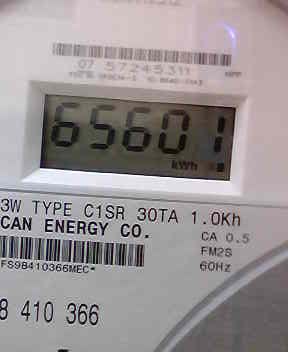 07 57245311
65601
kWh
3W TYPE C1SR 30TA 1.0Kh
CAN ENERGY CO.
CA 0.5
FM2S
60Hz
FS9B410366MEC*
8 410 366